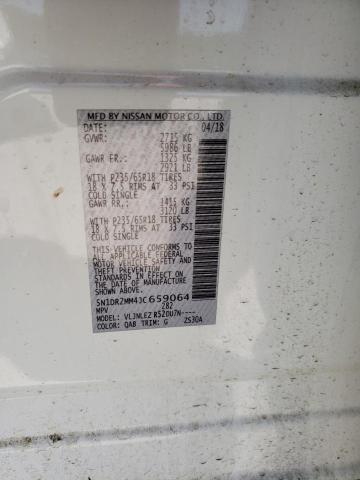 MFD BY NISSAN MOTOR CO., LTD.
DATE: 04/18
GVWR: 2715 KG
5986 LB
GAWR FR.: 1325 KG
2921 LB
WITH P235/65R18 TIRES
18 X 7.5 RIMS AT 33 PSI
COLD SINGLE
GAWR RR.: 1415 KG
3120 LB
WITH P235/65R18 TIRES
18 X 7.5 RIMS AT 33 PSI
COLD SINGLE
THIS VEHICLE CONFORMS TO ALL
APPLICABLE FEDERAL
MOTOR VEHICLE SAFETY
AND THEFT PREVENTION
STANDARDS IN EFFECT ON
THE DATE OF MANUFACTURE
SHOWN ABOVE.
5N1DR2MM4JC659064
MPV 282
MODEL: VLJNLEZ R520U7N----
COLOR: QAB TRIM: G ZS30A